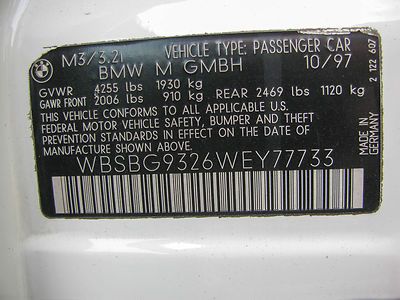 BMW
M3/3.2i VEHICLE TYPE: PASSENGER CAR
BMW M GMBH 10/97
GVWR 4255 lbs 1930 kg
GAWR FRONT 2006 lbs 910 kg REAR 2469 lbs 1120 kg
THIS VEHICLE CONFORMS TO ALL APPLICABLE U.S.
FEDERAL MOTOR VEHICLE SAFETY, BUMPER AND THEFT
PREVENTION STANDARDS IN EFFECT ON THE DATE OF
MANUFACTURE SHOWN ABOVE.
WBSBG9326WEY77733
2 122 607
MADE IN
GERMANY